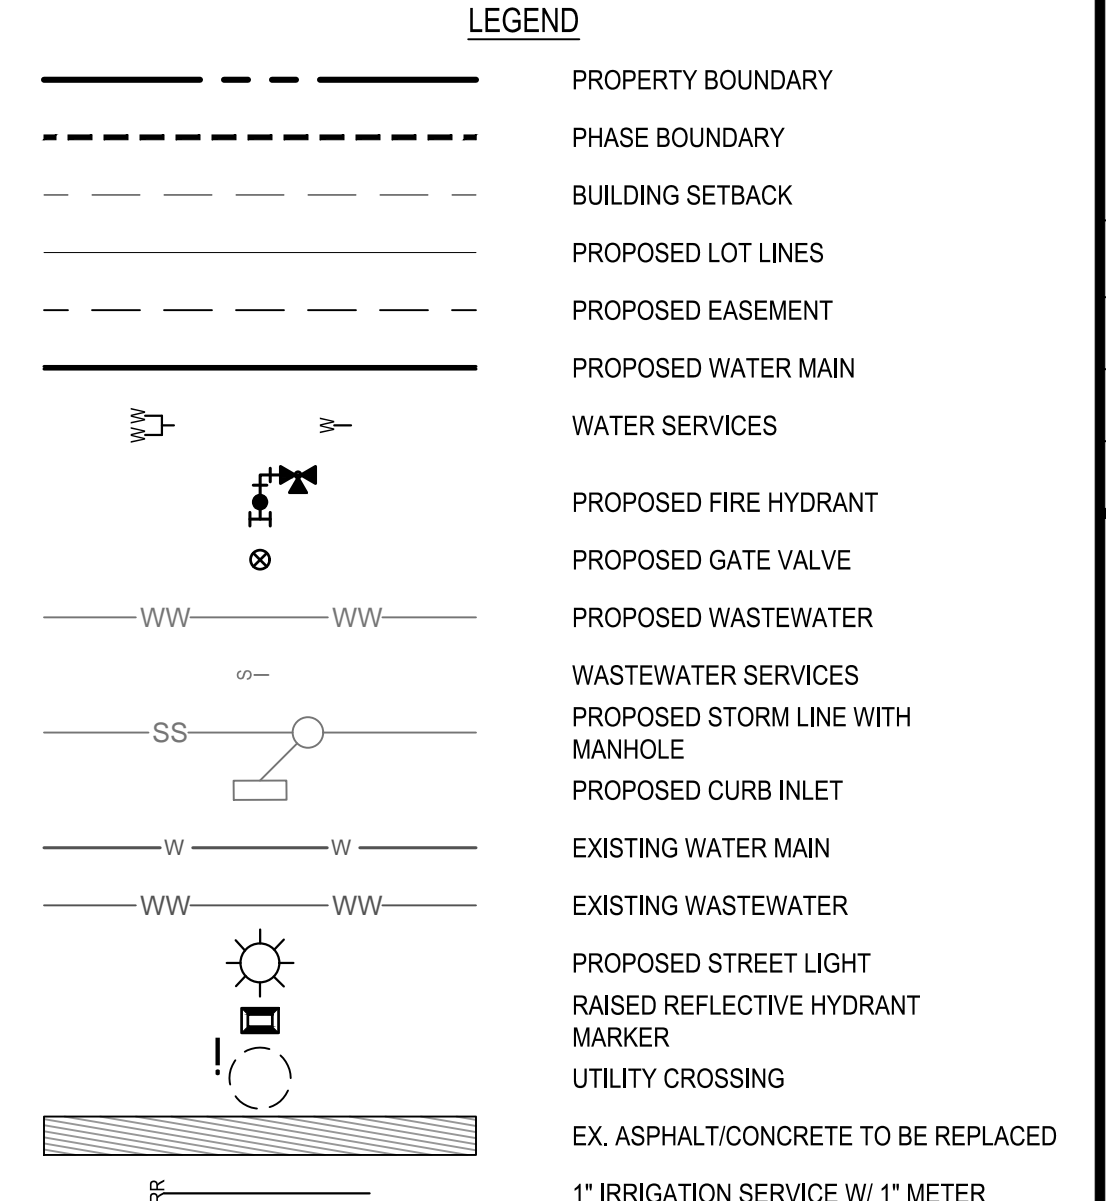 LEGEND
PROPERTY BOUNDARY
PHASE BOUNDARY
BUILDING SETBACK
PROPOSED LOT LINES
PROPOSED EASEMENT
PROPOSED WATER MAIN
WW W WATER SERVICES
PROPOSED FIRE HYDRANT
PROPOSED GATE VALVE
WW WW PROPOSED WASTEWATER
S WASTEWATER SERVICES
SS PROPOSED STORM LINE WITH
MANHOLE
PROPOSED CURB INLET
W W EXISTING WATER MAIN
WW WW EXISTING WASTEWATER
PROPOSED STREET LIGHT
RAISED REFLECTIVE HYDRANT
MARKER
! UTILITY CROSSING
EX. ASPHALT/CONCRETE TO BE REPLACED
RR 1" IRRIGATION SERVICE W/ 1" METER